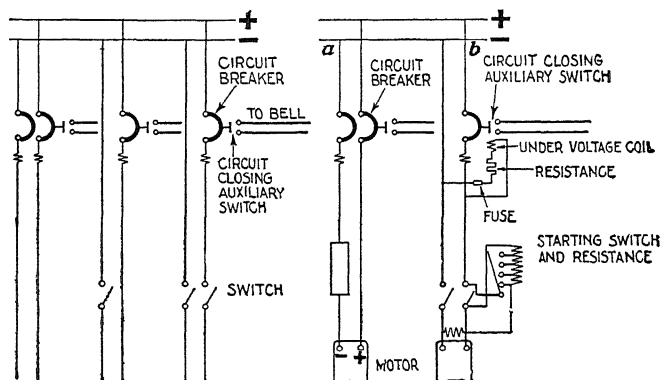 +
−
CIRCUIT
BREAKER
TO BELL
CIRCUIT
CLOSING
AUXILIARY
SWITCH
SWITCH
+
−
a
b
CIRCUIT
BREAKER
CIRCUIT CLOSING
AUXILIARY SWITCH
UNDER VOLTAGE COIL
RESISTANCE
FUSE
STARTING SWITCH
AND RESISTANCE
− +
MOTOR